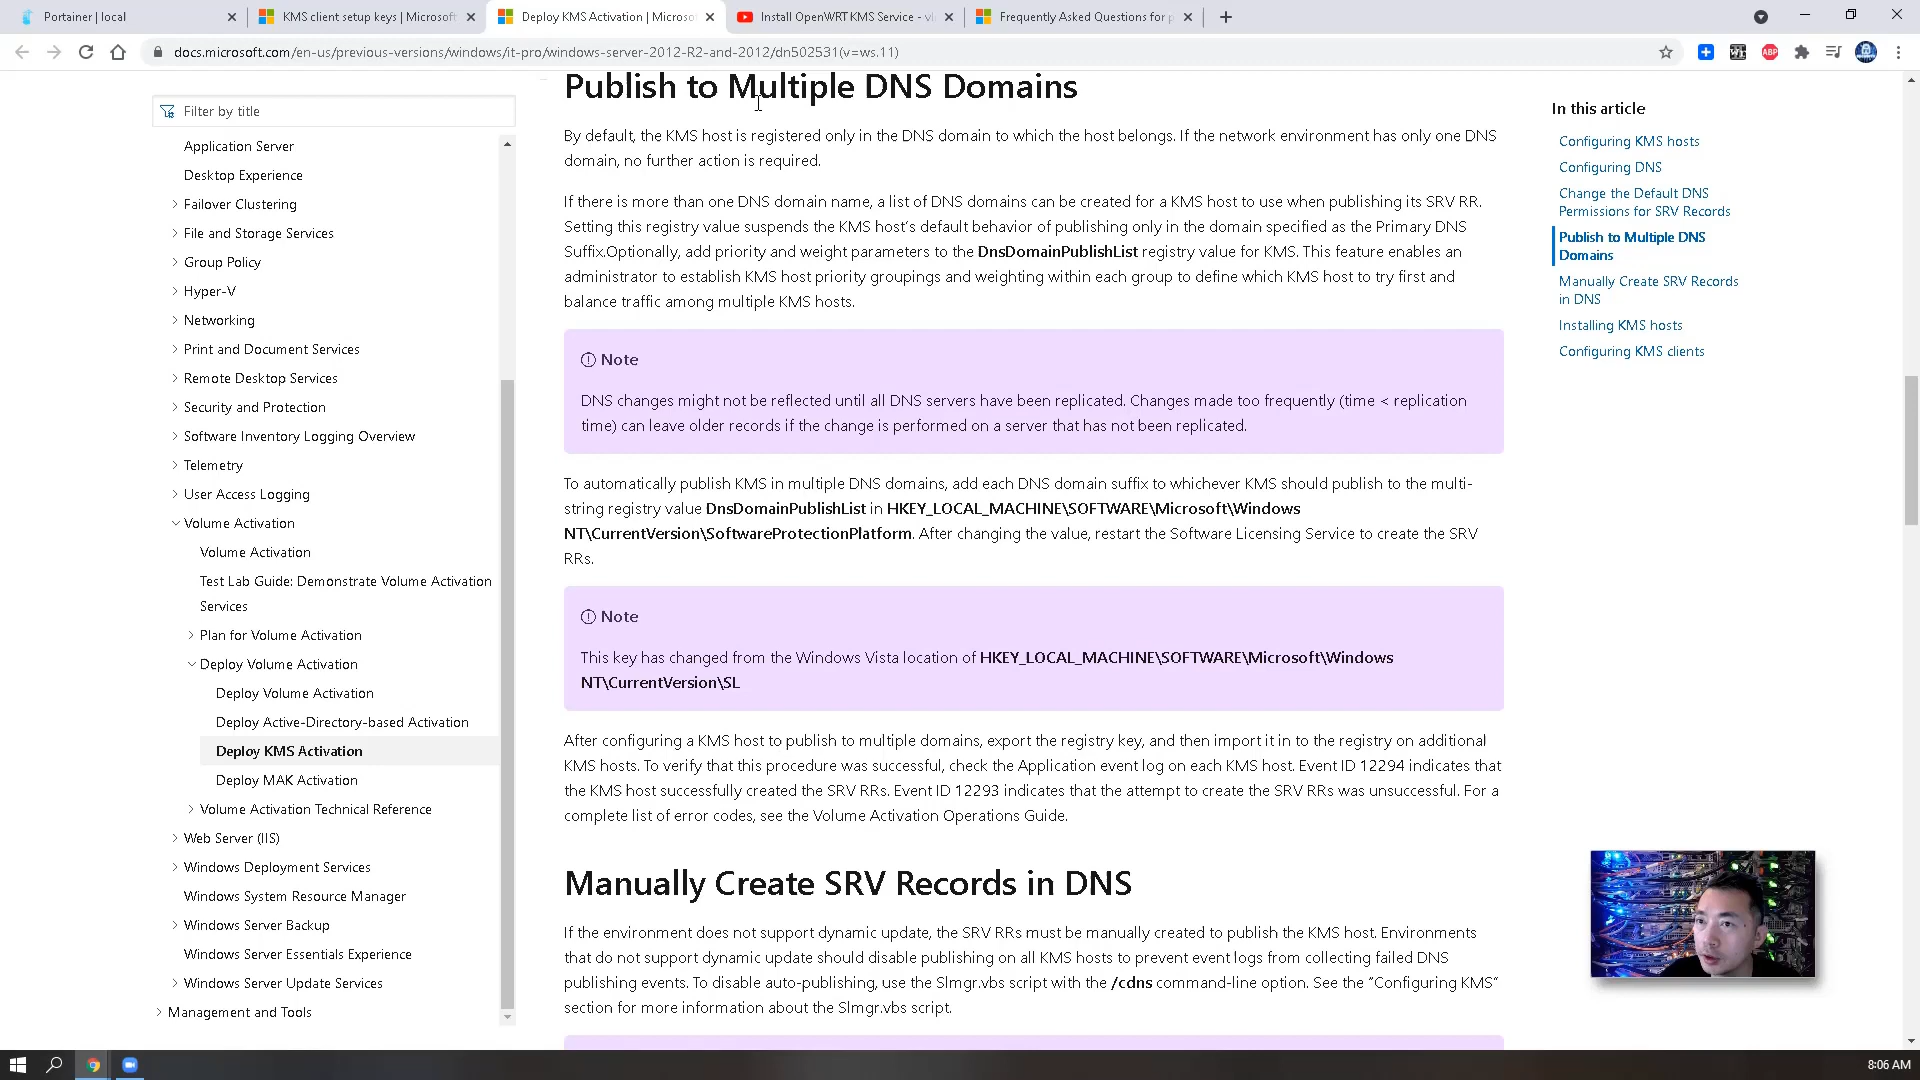 Portainer | local
KMS client setup keys | Microsoft
Deploy KMS Activation | Microso
Install OpenWRT KMS Service -
Frequently Asked Questions for
docs.microsoft.com/en-us/previous-versions/windows/it-pro/windows-server-2012-R2-and-2012/dn502531(v=ws.11)
ABP
Filter by title
Application Server
Desktop Experience
Failover Clustering
File and Storage Services
Group Policy
Hyper-V
Networking
Print and Document Services
Remote Desktop Services
Security and Protection
Software Inventory Logging Overview
Telemetry
User Access Logging
Volume Activation
Volume Activation
Test Lab Guide: Demonstrate Volume Activation
Services
Plan for Volume Activation
Deploy Volume Activation
Deploy Volume Activation
Deploy Active-Directory-based Activation
Deploy KMS Activation
Deploy MAK Activation
Volume Activation Technical Reference
Web Server (IIS)
Windows Deployment Services
Windows System Resource Manager
Windows Server Backup
Windows Server Essentials Experience
Windows Server Update Services
Management and Tools
Publish to Multiple DNS Domains
By default, the KMS host is registered only in the DNS domain to which the host belongs. If the network environment has only one DNS
domain, no further action is required.
If there is more than one DNS domain name, a list of DNS domains can be created for a KMS host to use when publishing its SRV RR.
Setting this registry value suspends the KMS host's default behavior of publishing only in the domain specified as the Primary DNS
Suffix.Optionally, add priority and weight parameters to the DnsDomainPublishList registry value for KMS. This feature enables an
administrator to establish KMS host priority groupings and weighting within each group to define which KMS host to try first and
balance traffic among multiple KMS hosts.
Note
DNS changes might not be reflected until all DNS servers have been replicated. Changes made too frequently (time < replication
time) can leave older records if the change is performed on a server that has not been replicated.
To automatically publish KMS in multiple DNS domains, add each DNS domain suffix to whichever KMS should publish to the multi-
string registry value DnsDomainPublishList in HKEY_LOCAL_MACHINE\SOFTWARE\Microsoft\Windows
NT\CurrentVersion\SoftwareProtectionPlatform. After changing the value, restart the Software Licensing Service to create the SRV
RRs.
Note
This key has changed from the Windows Vista location of HKEY_LOCAL_MACHINE\SOFTWARE\Microsoft\Windows
NT\CurrentVersion\SL
After configuring a KMS host to publish to multiple domains, export the registry key, and then import it in to the registry on additional
KMS hosts. To verify that this procedure was successful, check the Application event log on each KMS host. Event ID 12294 indicates that
the KMS host successfully created the SRV RRs. Event ID 12293 indicates that the attempt to create the SRV RRs was unsuccessful. For a
complete list of error codes, see the Volume Activation Operations Guide.
Manually Create SRV Records in DNS
If the environment does not support dynamic update, the SRV RRs must be manually created to publish the KMS host. Environments
that do not support dynamic update should disable publishing on all KMS hosts to prevent event logs from collecting failed DNS
publishing events. To disable auto-publishing, use the Slmgr.vbs script with the /cdns command-line option. See the "Configuring KMS"
section for more information about the Slmgr.vbs script.
In this article
Configuring KMS hosts
Configuring DNS
Change the Default DNS
Permissions for SRV Records
Publish to Multiple DNS
Domains
Manually Create SRV Records
in DNS
Installing KMS hosts
Configuring KMS clients
8:06 AM